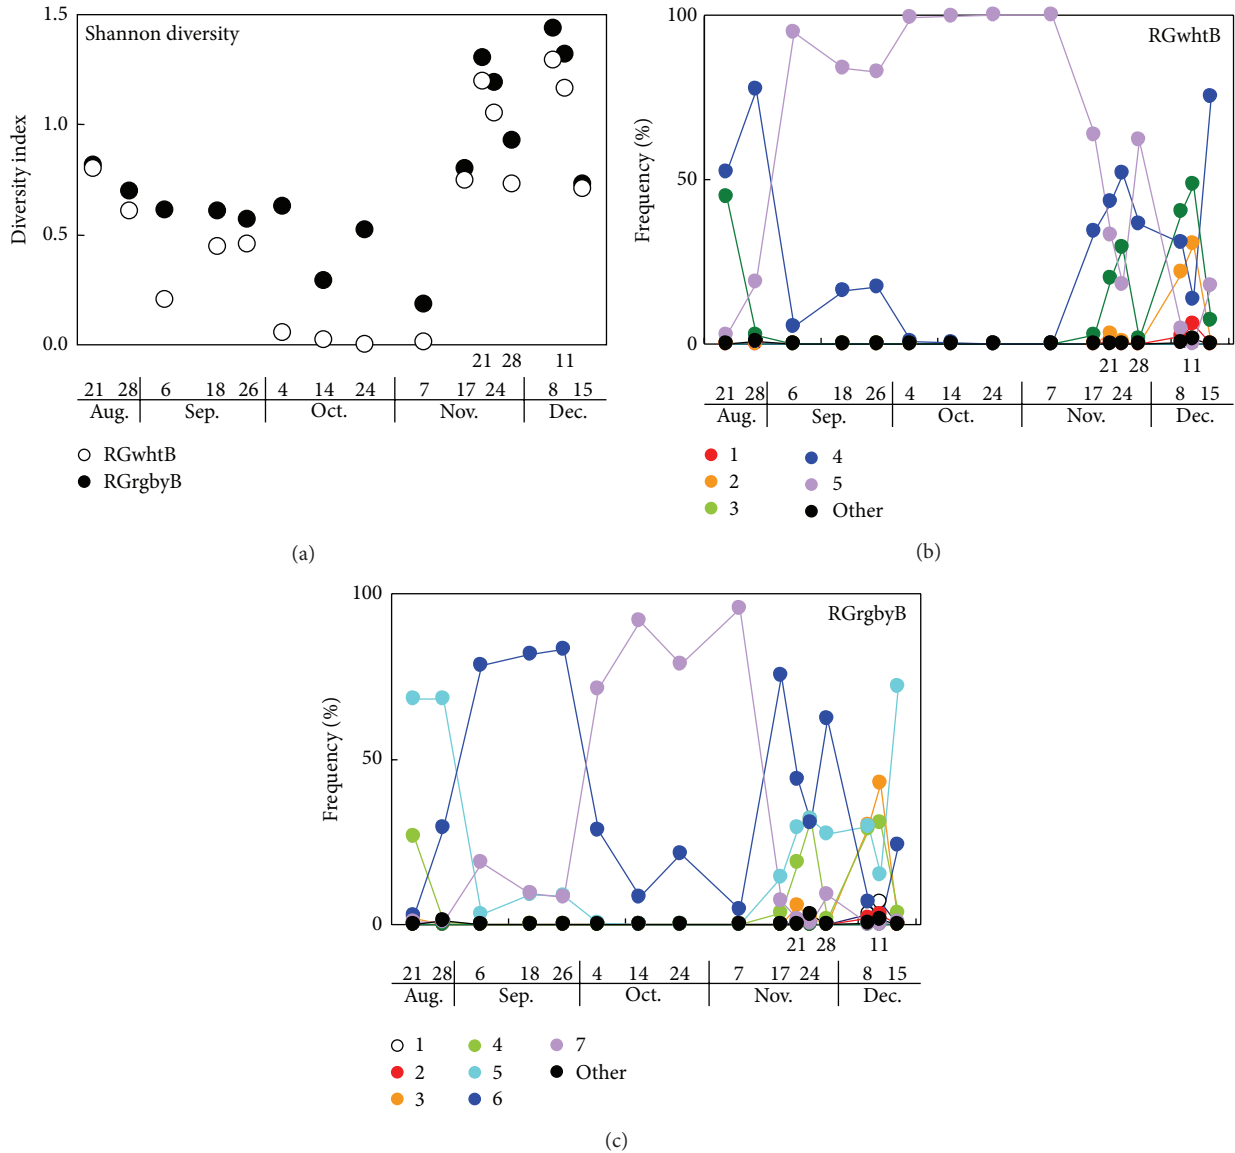 Shannon diversity
Diversity index
1.5
1.0
0.5
0.0
21 28 11
21 28 6 18 26 4 14 24 7 17 24 8 15
Aug. Sep. Oct. Nov. Dec.
RGwhtB
RGrgbyB
(a)
RGwhtB
Frequency (%)
100
50
0
21 28 11
21 28 6 18 26 4 14 24 7 17 24 8 15
Aug. Sep. Oct. Nov. Dec.
1 4
2 5
3 Other
(b)
RGrgbyB
Frequency (%)
100
50
0
21 28 11
21 28 6 18 26 4 14 24 7 17 24 8 15
Aug. Sep. Oct. Nov. Dec.
1 4 7
2 5 Other
3 6
(c)